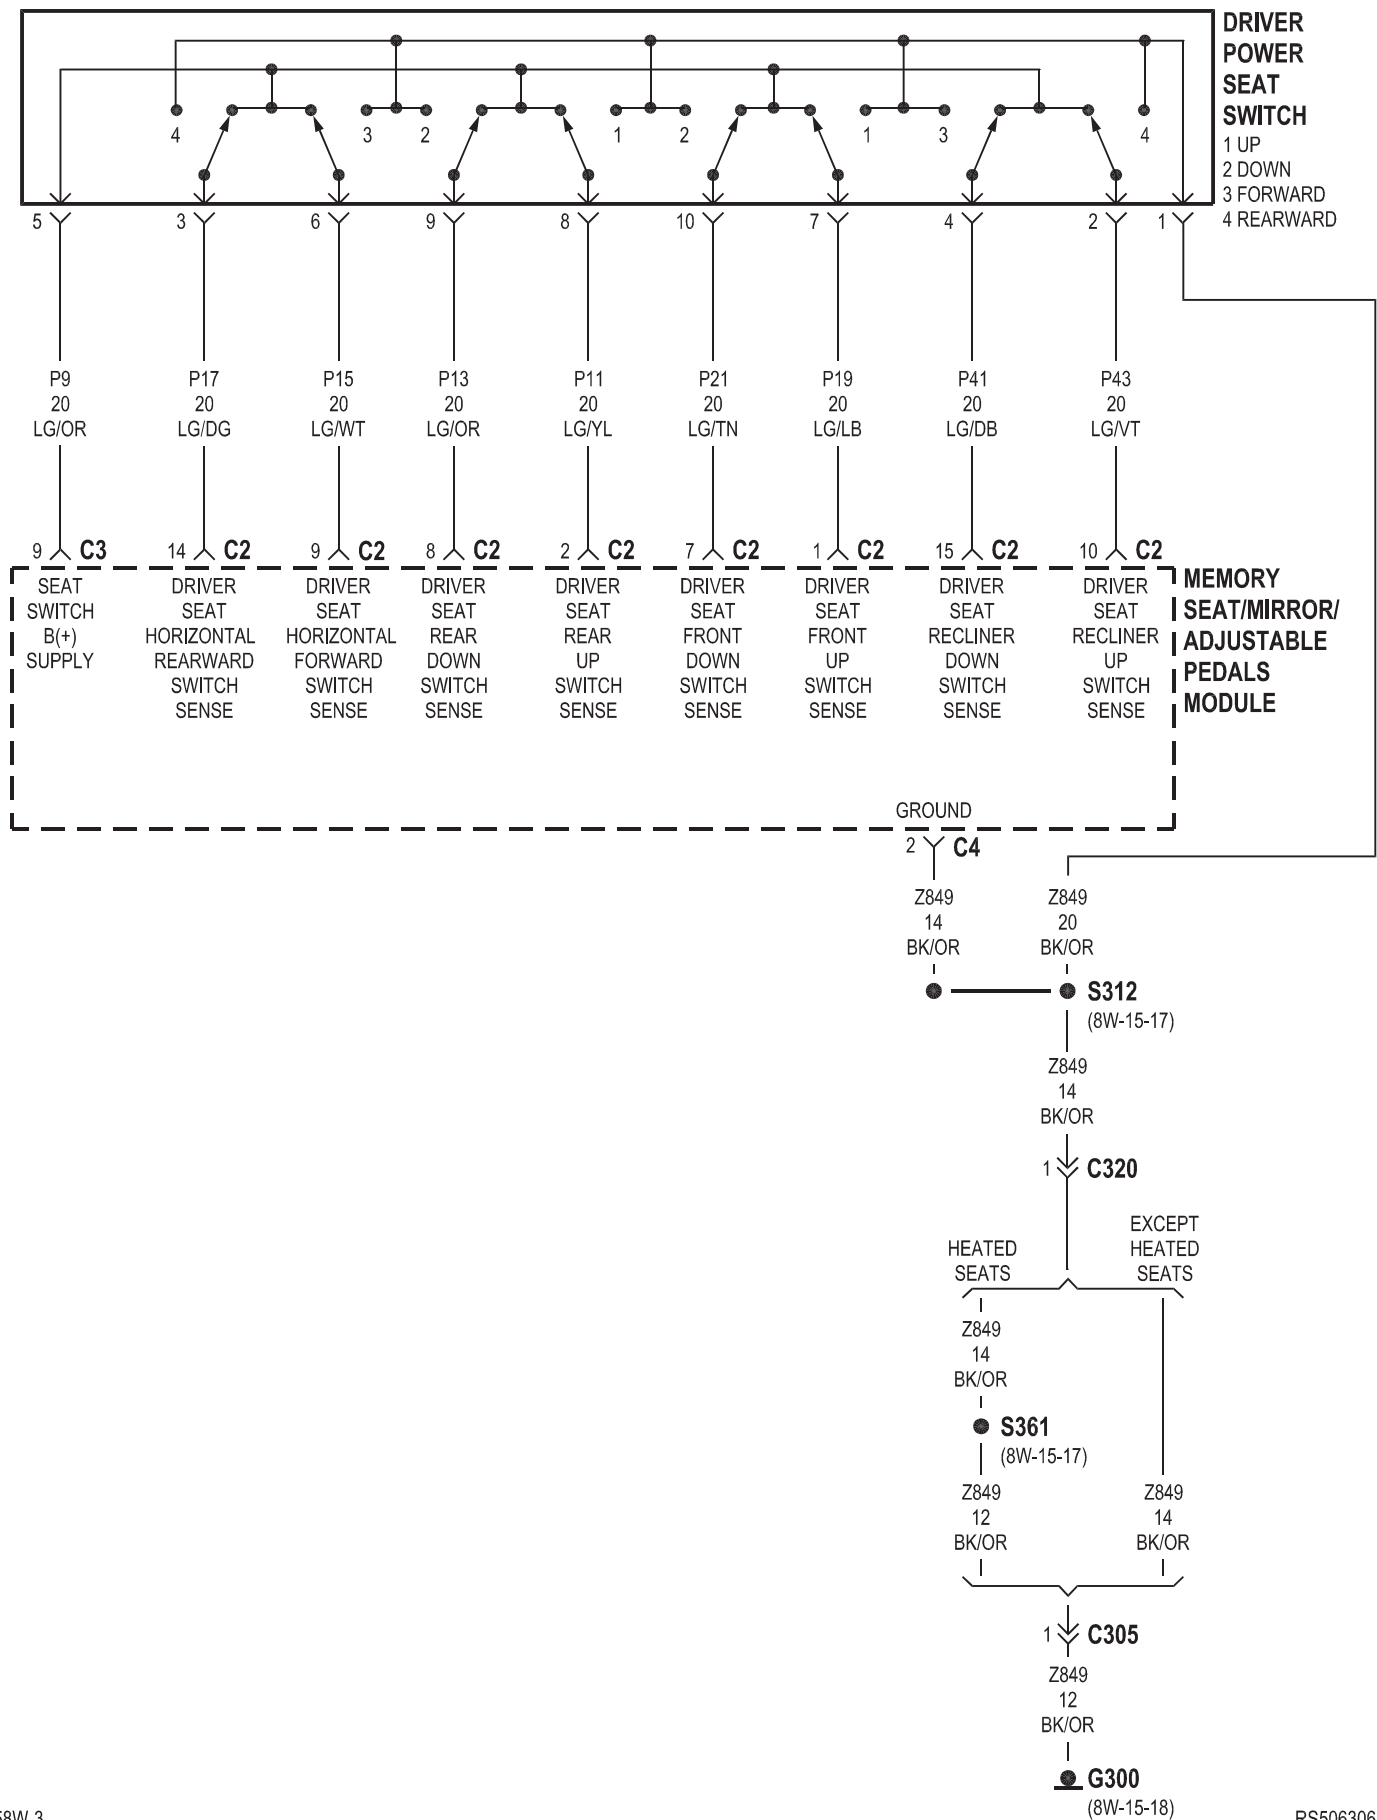 DRIVER
POWER
SEAT
SWITCH
1 UP
2 DOWN
3 FORWARD
4 REARWARD
4 3 2 1 2 1 3 4
5 3 6 9 8 10 7 4 2 1
P9 P17 P15 P13 P11 P21 P19 P41 P43
20 20 20 20 20 20 20 20 20
LG/OR LG/DG LG/WT LG/OR LG/YL LG/TN LG/LB LG/DB LG/VT
9 C3 14 C2 9 C2 8 C2 2 C2 7 C2 1 C2 15 C2 10 C2
SEAT
SWITCH
B(+)
SUPPLY
DRIVER
SEAT
HORIZONTAL
REARWARD
SWITCH
SENSE
DRIVER
SEAT
HORIZONTAL
FORWARD
SWITCH
SENSE
DRIVER
SEAT
REAR
DOWN
SWITCH
SENSE
DRIVER
SEAT
REAR
UP
SWITCH
SENSE
DRIVER
SEAT
FRONT
DOWN
SWITCH
SENSE
DRIVER
SEAT
FRONT
UP
SWITCH
SENSE
DRIVER
SEAT
RECLINER
DOWN
SWITCH
SENSE
DRIVER
SEAT
RECLINER
UP
SWITCH
SENSE
MEMORY
SEAT/MIRROR/
ADJUSTABLE
PEDALS
MODULE
GROUND
2 C4
Z849 Z849
14 20
BK/OR BK/OR
S312
(8W-15-17)
Z849
14
BK/OR
1 C320
HEATED
SEATS
EXCEPT
HEATED
SEATS
Z849
14
BK/OR
S361
(8W-15-17)
Z849 Z849
12 14
BK/OR BK/OR
1 C305
Z849
12
BK/OR
G300
(8W-15-18)
RS506306